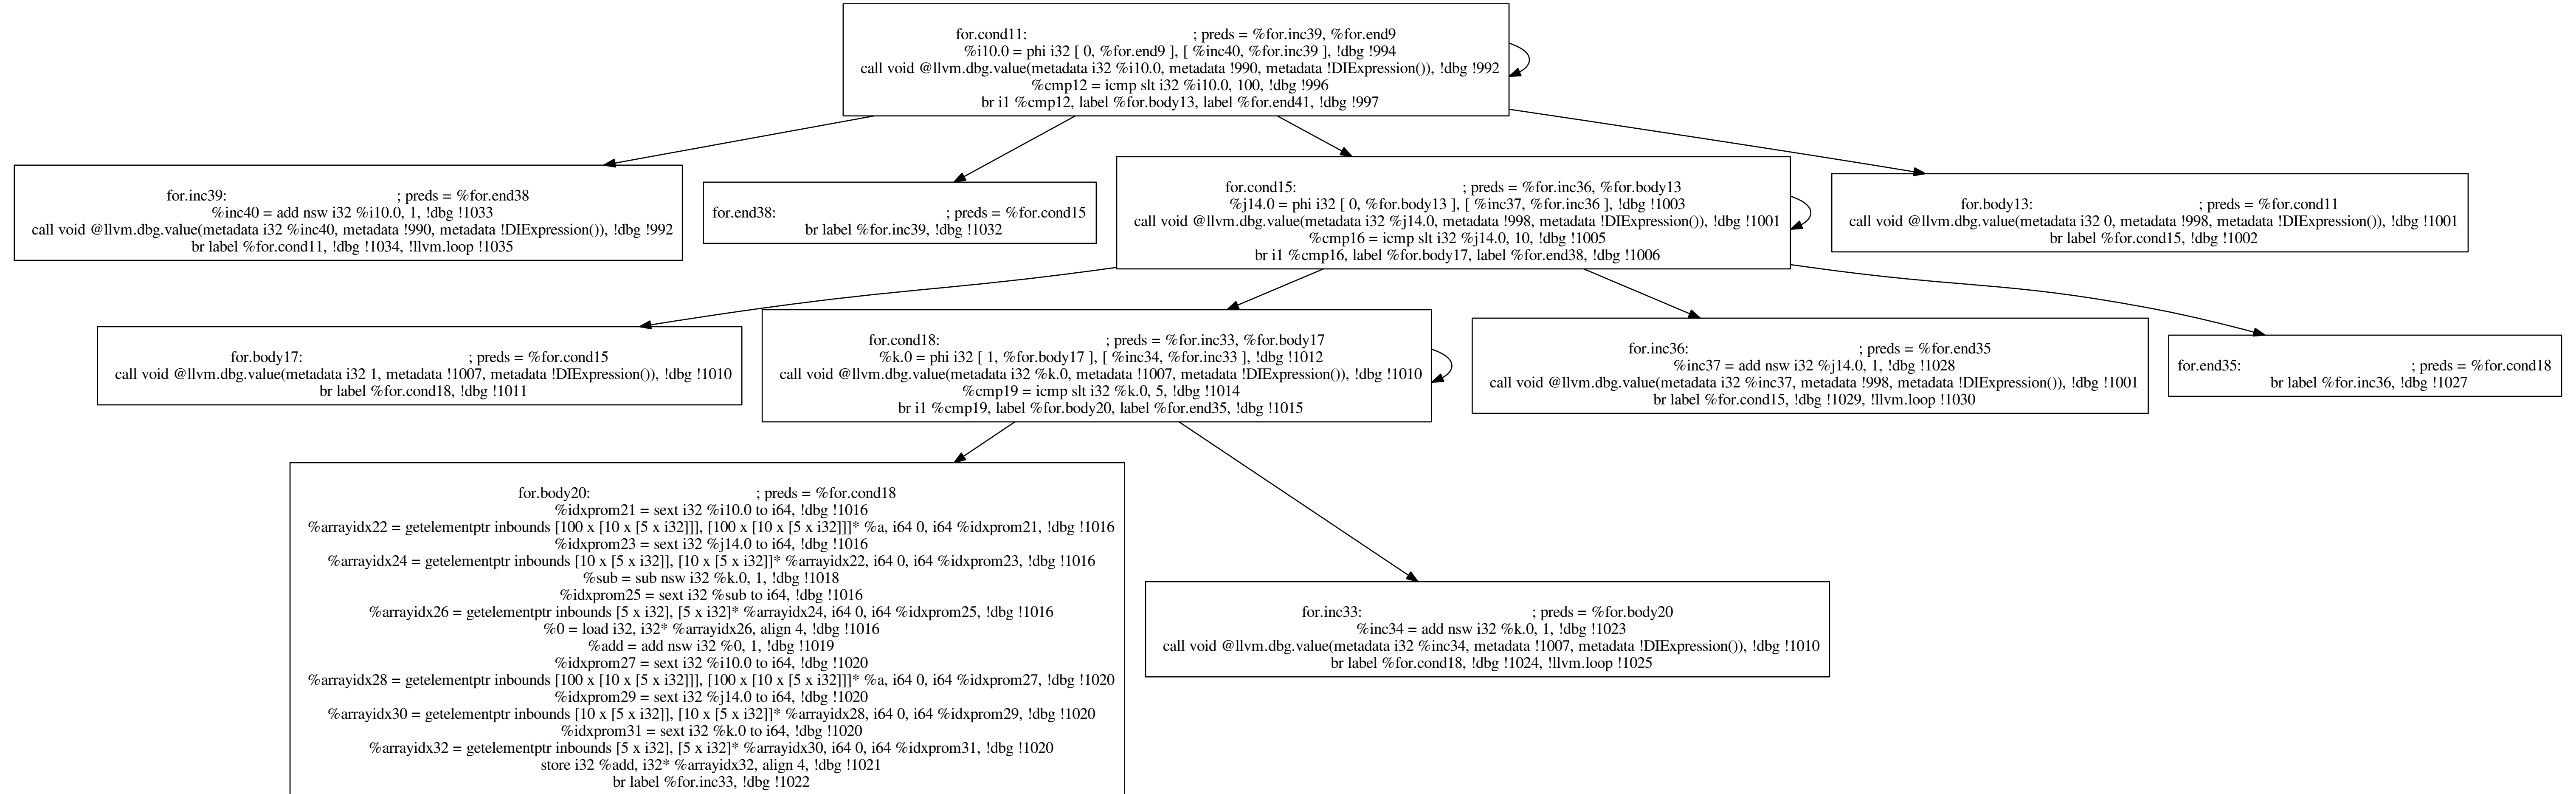 for.cond11: ; preds = %for.inc39, %for.end9
%i10.0 = phi i32 [ 0, %for.end9 ], [ %inc40, %for.inc39 ], !dbg !994
call void @llvm.dbg.value(metadata i32 %i10.0, metadata !990, metadata !DIExpression()), !dbg !992
%cmp12 = icmp slt i32 %i10.0, 100, !dbg !996
br i1 %cmp12, label %for.body13, label %for.end41, !dbg !997
for.inc39: ; preds = %for.end38
%inc40 = add nsw i32 %i10.0, 1, !dbg !1033
call void @llvm.dbg.value(metadata i32 %inc40, metadata !990, metadata !DIExpression()), !dbg !992
br label %for.cond11, !dbg !1034, !llvm.loop !1035
for.end38: ; preds = %for.cond15
br label %for.inc39, !dbg !1032
for.cond15: ; preds = %for.inc36, %for.body13
%j14.0 = phi i32 [ 0, %for.body13 ], [ %inc37, %for.inc36 ], !dbg !1003
call void @llvm.dbg.value(metadata i32 %j14.0, metadata !998, metadata !DIExpression()), !dbg !1001
%cmp16 = icmp slt i32 %j14.0, 10, !dbg !1005
br i1 %cmp16, label %for.body17, label %for.end38, !dbg !1006
for.body13: ; preds = %for.cond11
call void @llvm.dbg.value(metadata i32 0, metadata !998, metadata !DIExpression()), !dbg !1001
br label %for.cond15, !dbg !1002
for.body17: ; preds = %for.cond15
call void @llvm.dbg.value(metadata i32 1, metadata !1007, metadata !DIExpression()), !dbg !1010
br label %for.cond18, !dbg !1011
for.cond18: ; preds = %for.inc33, %for.body17
%k.0 = phi i32 [ 1, %for.body17 ], [ %inc34, %for.inc33 ], !dbg !1012
call void @llvm.dbg.value(metadata i32 %k.0, metadata !1007, metadata !DIExpression()), !dbg !1010
%cmp19 = icmp slt i32 %k.0, 5, !dbg !1014
br i1 %cmp19, label %for.body20, label %for.end35, !dbg !1015
for.inc36: ; preds = %for.end35
%inc37 = add nsw i32 %j14.0, 1, !dbg !1028
call void @llvm.dbg.value(metadata i32 %inc37, metadata !998, metadata !DIExpression()), !dbg !1001
br label %for.cond15, !dbg !1029, !llvm.loop !1030
for.end35: ; preds = %for.cond18
br label %for.inc36, !dbg !1027
for.body20: ; preds = %for.cond18
%idxprom21 = sext i32 %i10.0 to i64, !dbg !1016
%arrayidx22 = getelementptr inbounds [100 x [10 x [5 x i32]]], [100 x [10 x [5 x i32]]]* %a, i64 0, i64 %idxprom21, !dbg !1016
%idxprom23 = sext i32 %j14.0 to i64, !dbg !1016
%arrayidx24 = getelementptr inbounds [10 x [5 x i32]], [10 x [5 x i32]]* %arrayidx22, i64 0, i64 %idxprom23, !dbg !1016
%sub = sub nsw i32 %k.0, 1, !dbg !1018
%idxprom25 = sext i32 %sub to i64, !dbg !1016
%arrayidx26 = getelementptr inbounds [5 x i32], [5 x i32]* %arrayidx24, i64 0, i64 %idxprom25, !dbg !1016
%0 = load i32, i32* %arrayidx26, align 4, !dbg !1016
%add = add nsw i32 %0, 1, !dbg !1019
%idxprom27 = sext i32 %i10.0 to i64, !dbg !1020
%arrayidx28 = getelementptr inbounds [100 x [10 x [5 x i32]]], [100 x [10 x [5 x i32]]]* %a, i64 0, i64 %idxprom27, !dbg !1020
%idxprom29 = sext i32 %j14.0 to i64, !dbg !1020
%arrayidx30 = getelementptr inbounds [10 x [5 x i32]], [10 x [5 x i32]]* %arrayidx28, i64 0, i64 %idxprom29, !dbg !1020
%idxprom31 = sext i32 %k.0 to i64, !dbg !1020
%arrayidx32 = getelementptr inbounds [5 x i32], [5 x i32]* %arrayidx30, i64 0, i64 %idxprom31, !dbg !1020
store i32 %add, i32* %arrayidx32, align 4, !dbg !1021
br label %for.inc33, !dbg !1022
for.inc33: ; preds = %for.body20
%inc34 = add nsw i32 %k.0, 1, !dbg !1023
call void @llvm.dbg.value(metadata i32 %inc34, metadata !1007, metadata !DIExpression()), !dbg !1010
br label %for.cond18, !dbg !1024, !llvm.loop !1025